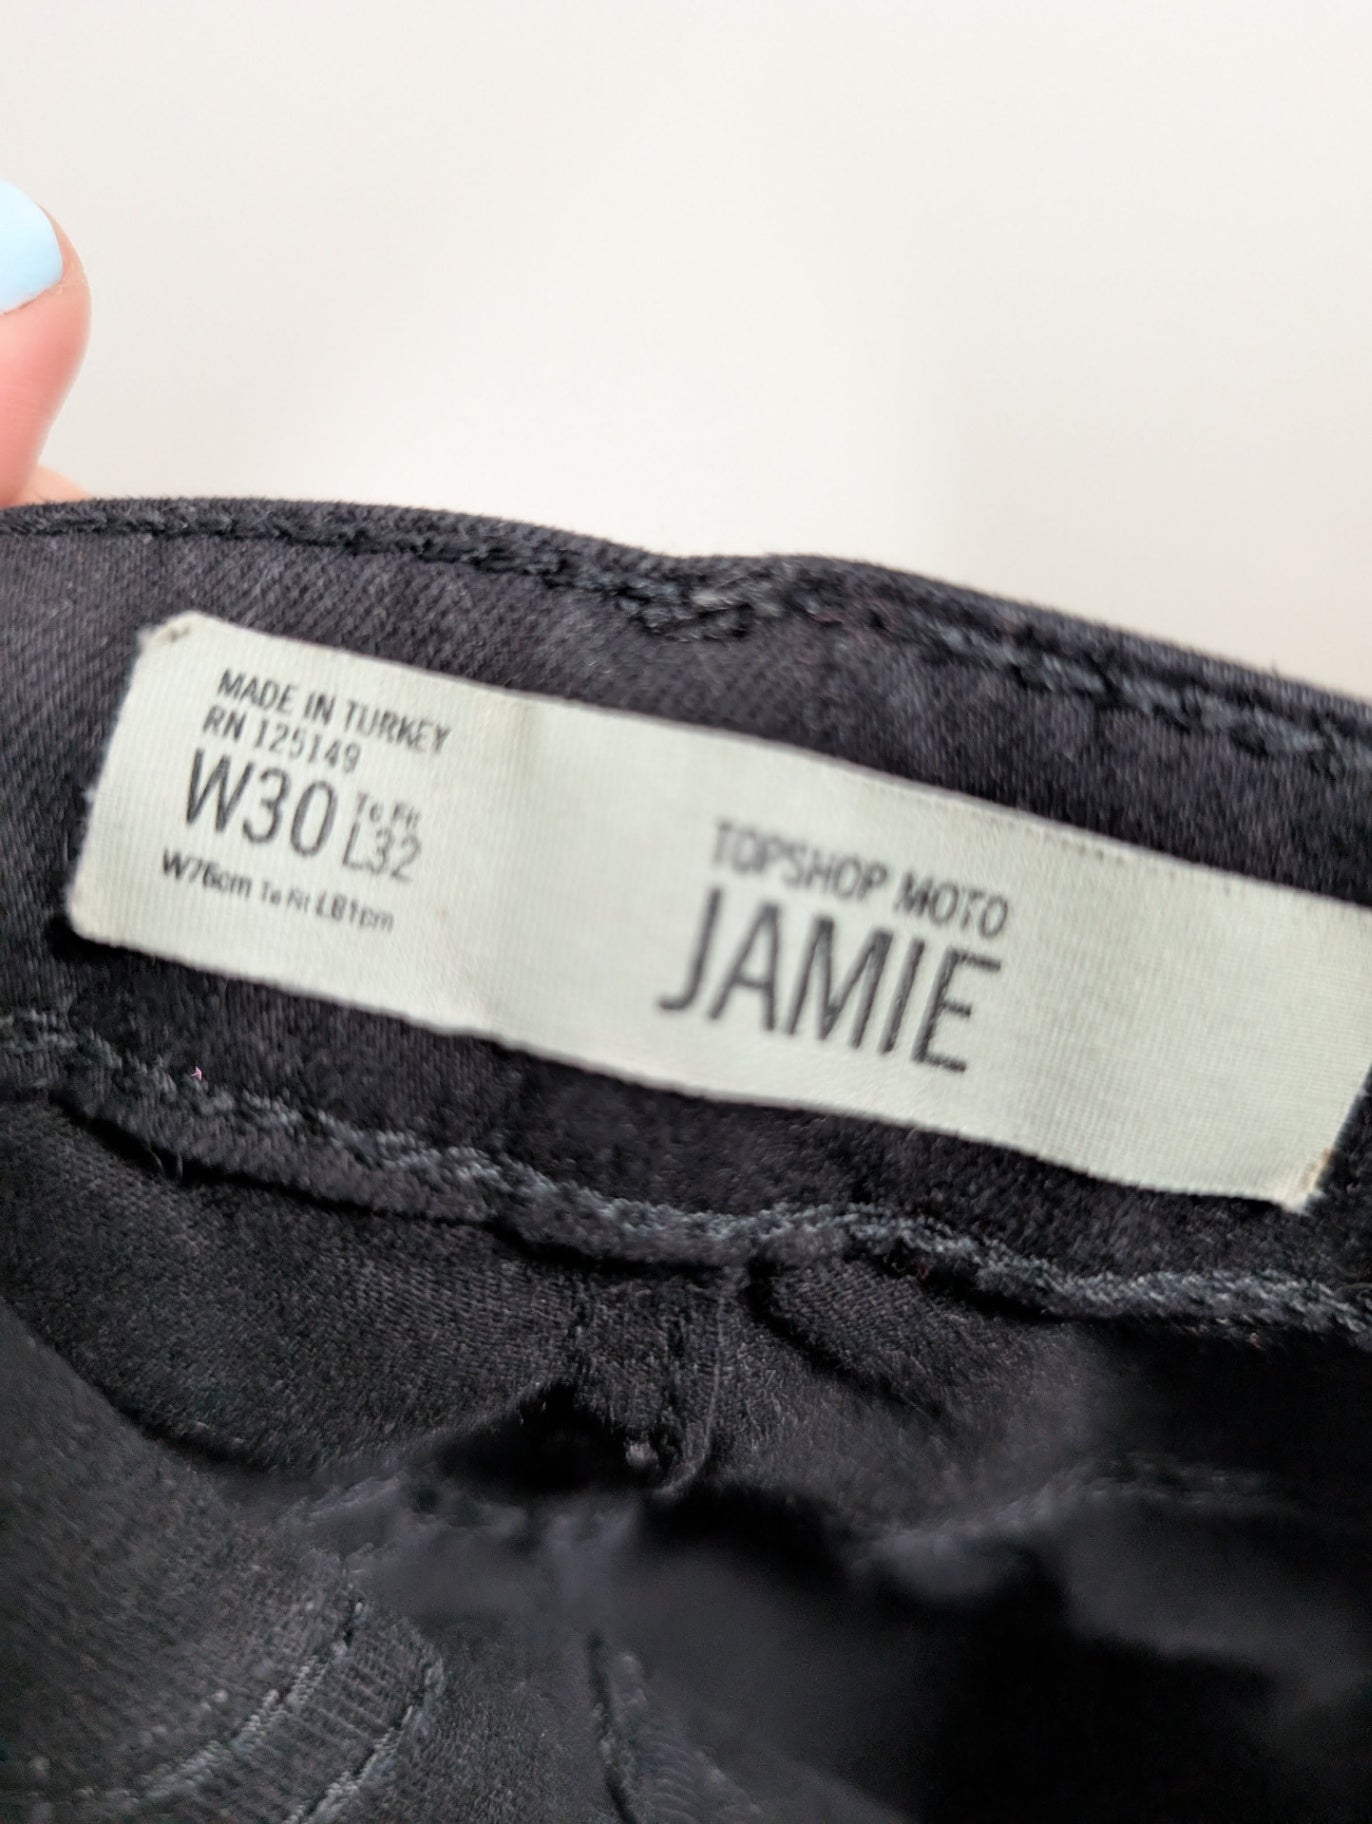 MADE IN TURKEY
RN 125149
W30 To Fit L32
W76cm To Fit L81cm
TOPSHOP MOTO
JAMIE